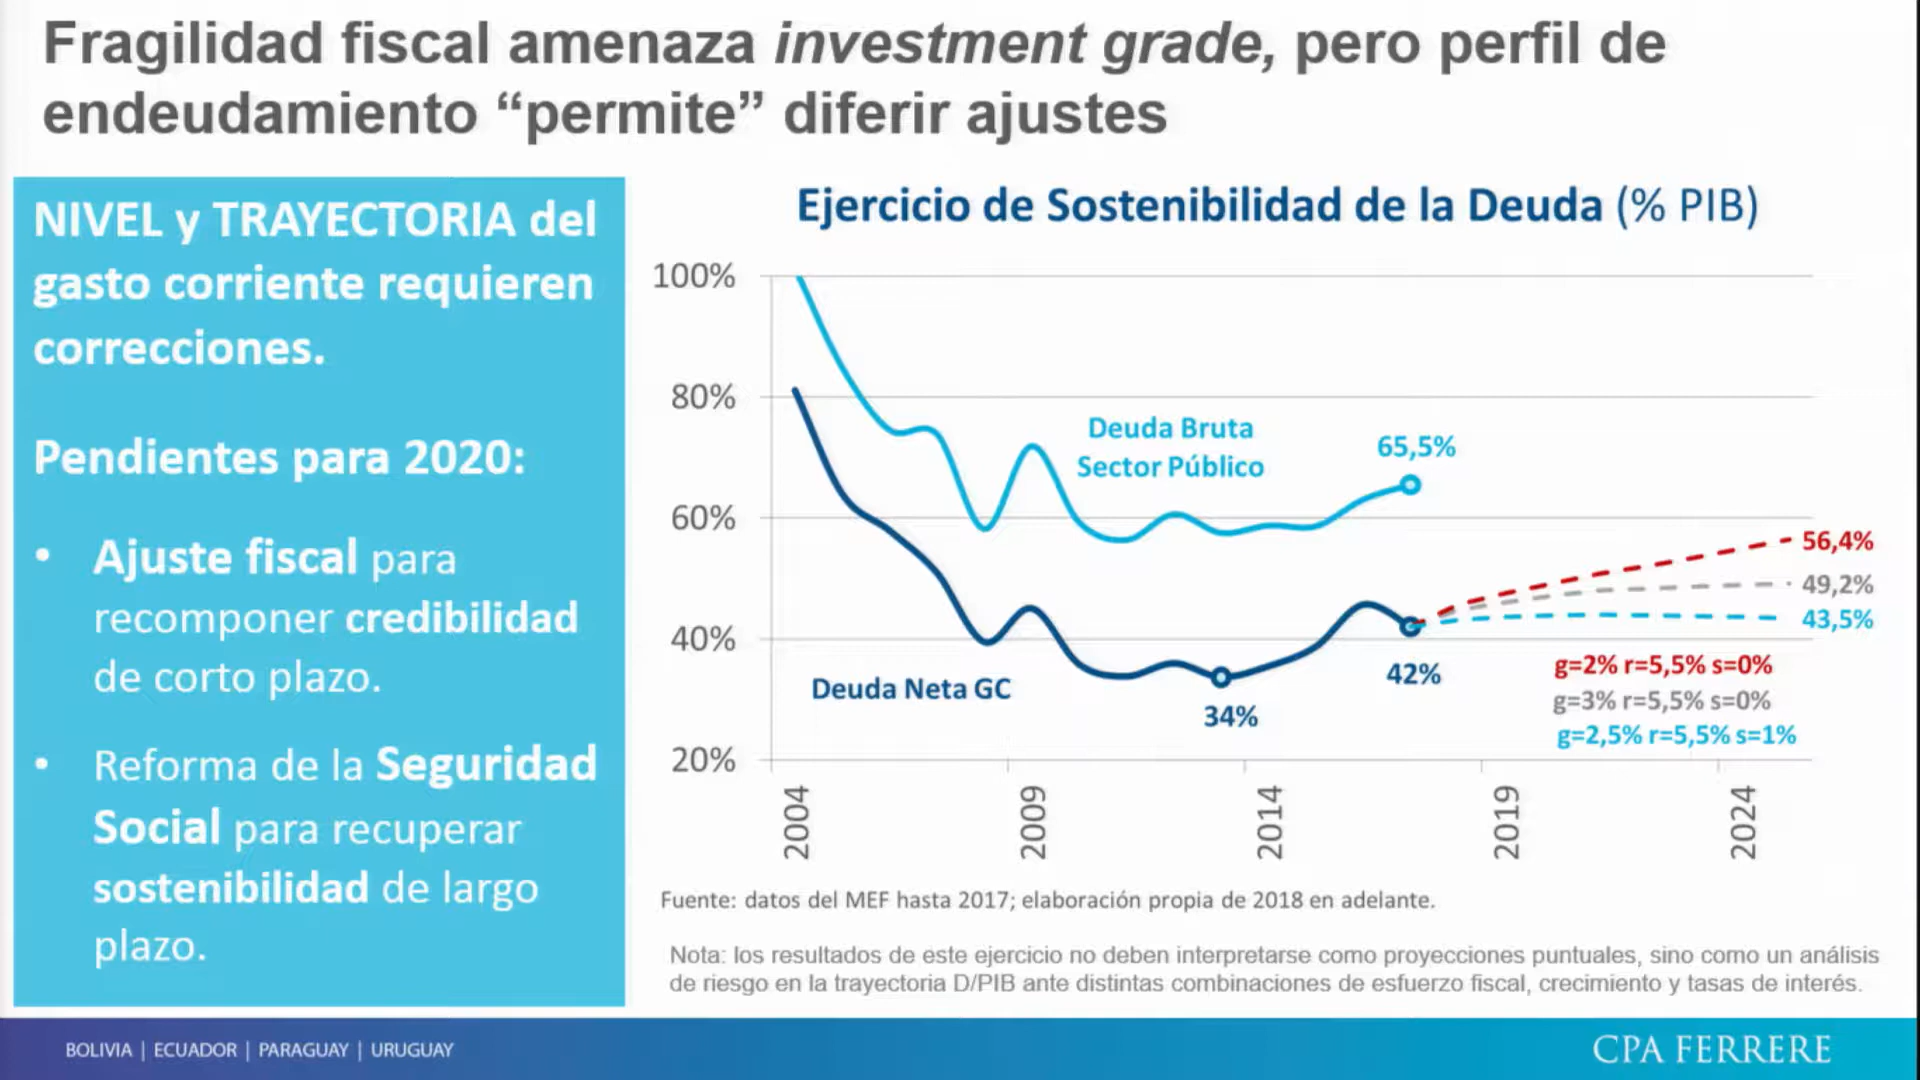 Fragilidad fiscal amenaza investment grade, pero perfil de
endeudamiento “permite” diferir ajustes
NIVEL y TRAYECTORIA del
gasto corriente requieren
correcciones.
Pendientes para 2020:
• Ajuste fiscal para
recomponer credibilidad
de corto plazo.
• Reforma de la Seguridad
Social para recuperar
sostenibilidad de largo
plazo.
Ejercicio de Sostenibilidad de la Deuda (% PIB)
100%
80%
60%
40%
20%
Deuda Bruta
Sector Público
65,5%
Deuda Neta GC
34%
42%
56,4%
49,2%
43,5%
g=2% r=5,5% s=0%
g=3% r=5,5% s=0%
g=2,5% r=5,5% s=1%
2004
2009
2014
2019
2024
Fuente: datos del MEF hasta 2017; elaboración propia de 2018 en adelante.
Nota: los resultados de este ejercicio no deben interpretarse como proyecciones puntuales, sino como un análisis
de riesgo en la trayectoria D/PIB ante distintas combinaciones de esfuerzo fiscal, crecimiento y tasas de interés.
BOLIVIA | ECUADOR | PARAGUAY | URUGUAY
CPA FERRERE